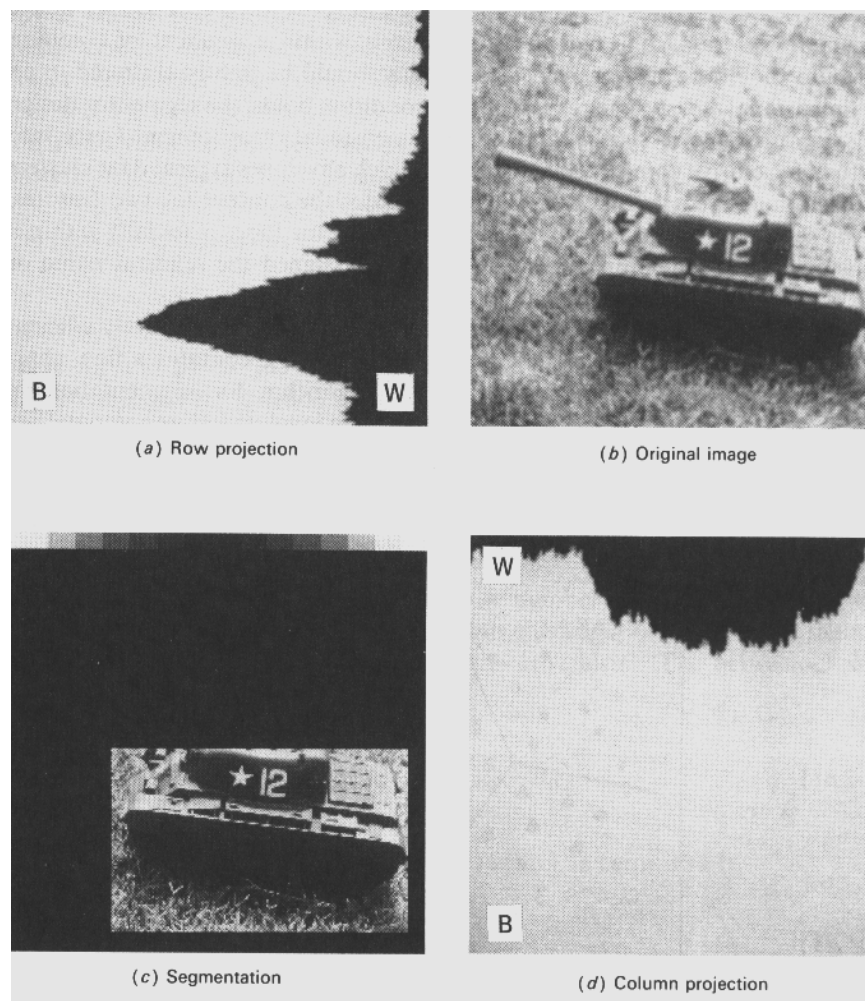 B
W
(a) Row projection
★12
(b) Original image
★12
(c) Segmentation
W
B
(d) Column projection